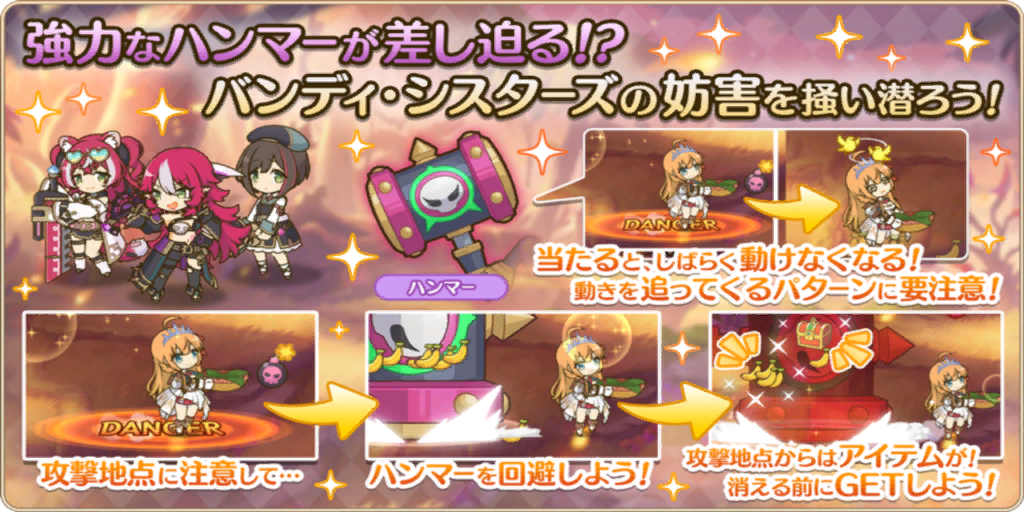 強力なハンマーが差し迫る!?
バンディ・シスターズの妨害を掻い潜ろう!
ハンマー
DANGER
当たると、しばらく動けなくなる!
動きを追ってくるパターンに要注意!
DANGER
攻撃地点に注意して…
ハンマーを回避しよう!
攻撃地点からはアイテムが!
消える前にGETしよう!